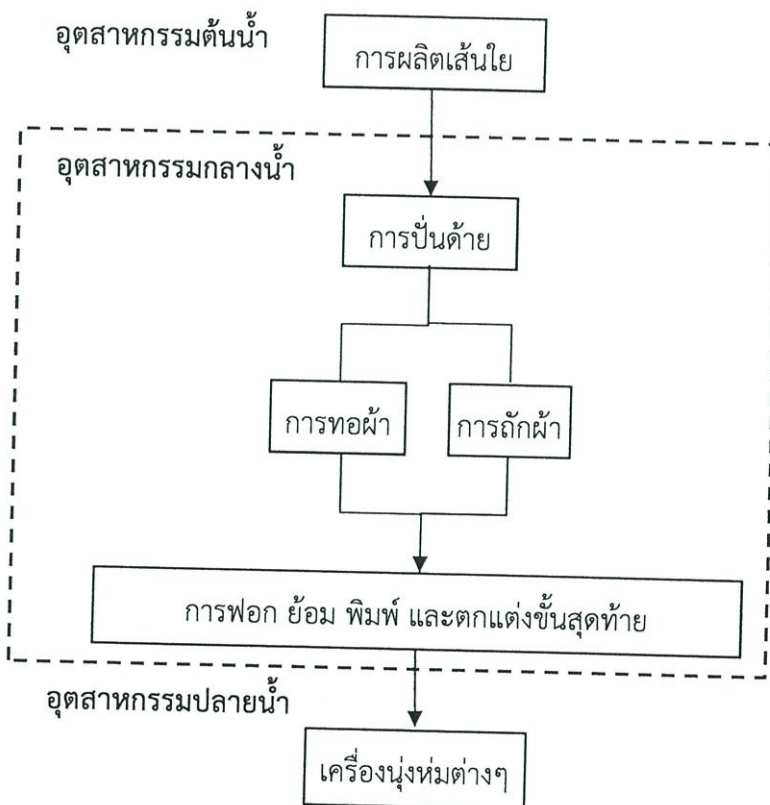 อุตสาหกรรมต้นน้ำ
การผลิตเส้นใย
อุตสาหกรรมกลางน้ำ
การปั่นด้าย
การทอผ้า
การถักผ้า
การฟอก ย้อม พิมพ์ และตกแต่งขั้นสุดท้าย
อุตสาหกรรมปลายน้ำ
เครื่องนุ่งห่มต่างๆ